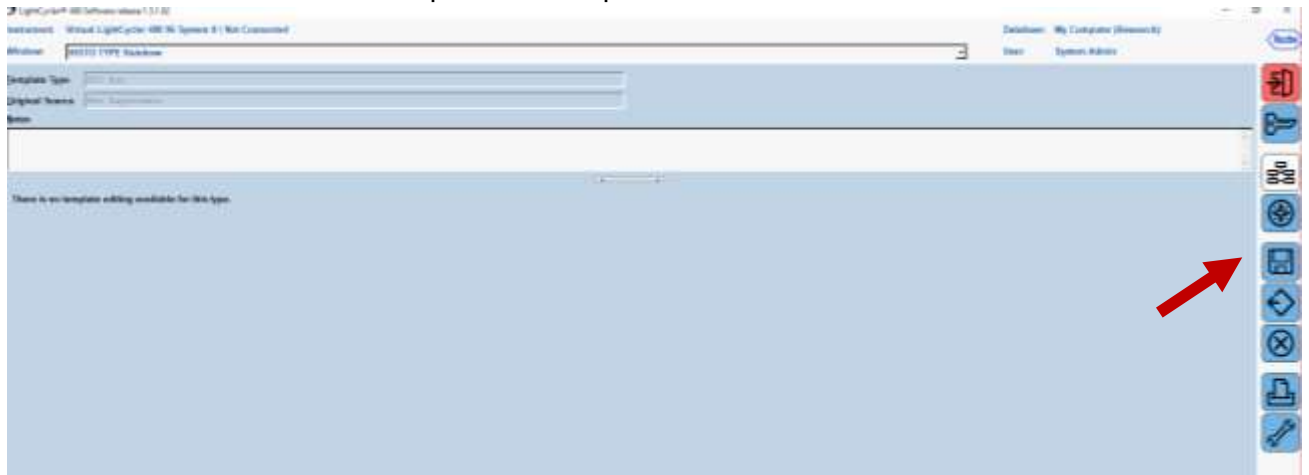 LightCycler® 480 Software release 1.5.1.62
Instrument: Virtual LightCycler 480 96 System II / Not Connected
Database: My Computer (Research)
Window: TYPE Rainbow
User: System Admin
Roche
Template Type
Original Source
Notes
There is no template editing available for this type.